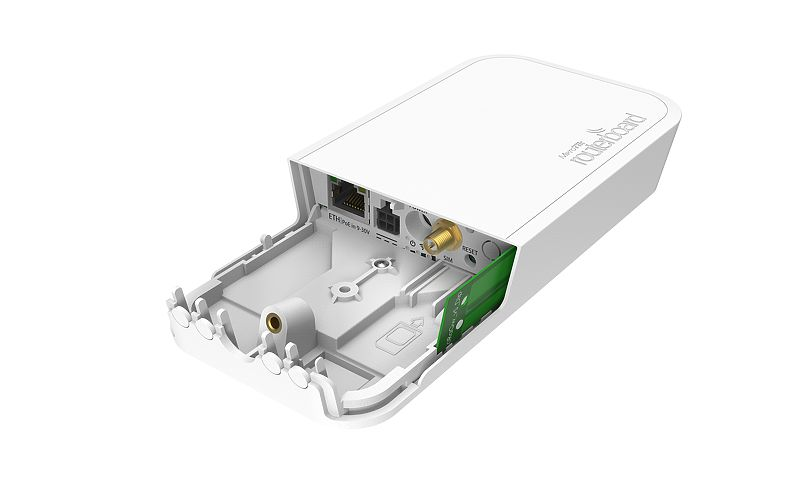 MikroTik
routerboard
ETH PoE in 9-30V
SIM
RESET